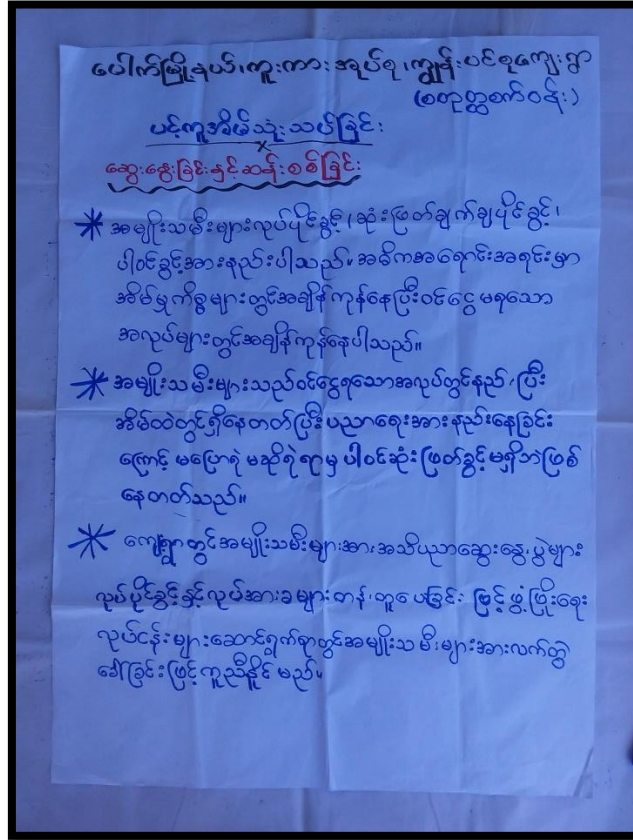 ပေါက်မြို့နယ်၊ကူးကားအုပ်စု၊ကျွန်းပင်စုကျေးရွာ
(စတုတ္ထစက်ဝန်း)
ပင့်ကူအိမ်သုံးသပ်ခြင်း
ဆွေးနွေးခြင်းနှင့်ဆန်းစစ်ခြင်း
* အမျိုးသမီးများလုပ်ပိုင်ခွင့်၊ဆုံးဖြတ်ချက်ချပိုင်ခွင့်၊
ပါဝင်ခွင့်အားနည်းပါသည်။အဓိကအရေးကြောင်းအရင်းမှာ
အိမ်မှုကိစ္စများတွင်အချိန်ကုန်နေပြီးဝင်ငွေမရသော
အလုပ်များတွင်အချိန်ကုန်နေပါသည်။
* အမျိုးသမီးများသည်ဝင်ငွေရသောအလုပ်တွင်နည်းပြီး
အိမ်ထဲတွင်ရှိနေတတ်ပြီးပညာရေးအားနည်းနေခြင်း
ကြောင့် မပြောရဲ မဆိုရဲရာမှ ပါဝင်ဆုံးဖြတ်ခွင့်မရှိဘဲဖြစ်
နေတတ်သည်။
* ကျေးရွာတွင်အမျိုးသမီးများအား အသိပညာဆွေးနွေးပွဲများ
လုပ်ပိုင်ခွင့်နှင့်လုပ်အားခများတန်းတူပေးခြင်း ဖြင့်ဖွံ့ဖြိုးရေး
လုပ်ငန်းများဆောင်ရွက်ရာတွင်အမျိုးသမီးများအားလက်တွဲ
ခေါ်ခြင်းဖြင့်ကူညီနိုင်မည်။